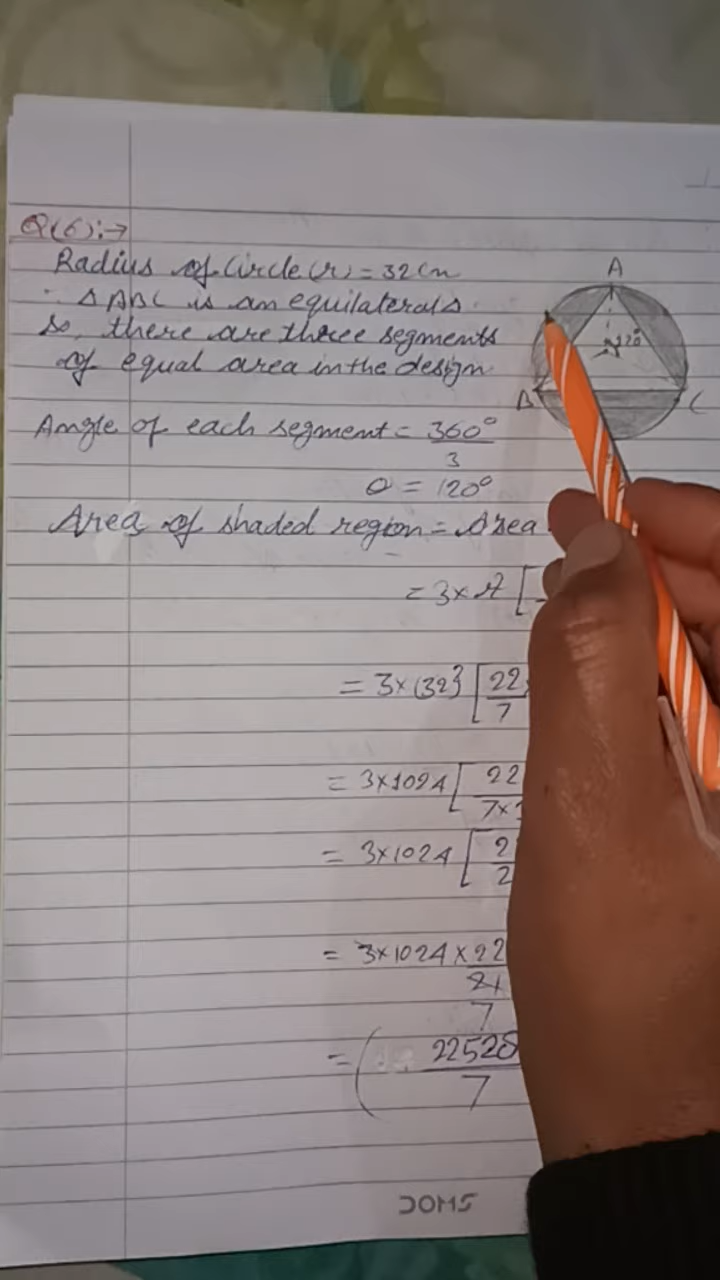 Q(6):→
Radius of Circle (r) = 32 Cm
∴ △ ABC is an equilateral △.
so, there are three segments
of equal area in the design
Angle of each segment = 360°/3
θ = 120°
Area of shaded region = Area
= 3×r² [
= 3×(32)² [22/7
= 3×1024 [22/7×
= 3×1024 [2
= 3×1024×22/21
7
= ( 22528/7
A
120°
B
C
DOMS